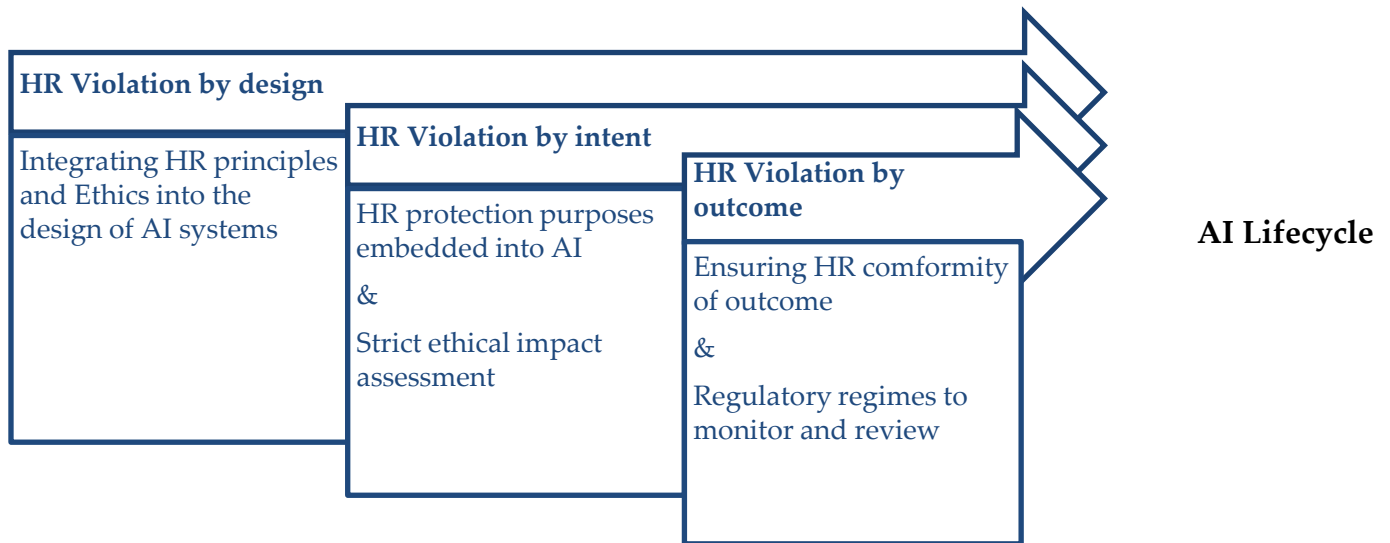 HR Violation by design
Integrating HR principles
and Ethics into the
design of AI systems
HR Violation by intent
HR protection purposes
embedded into AI
&
Strict ethical impact
assessment
HR Violation by
outcome
Ensuring HR comformity
of outcome
&
Regulatory regimes to
monitor and review
AI Lifecycle